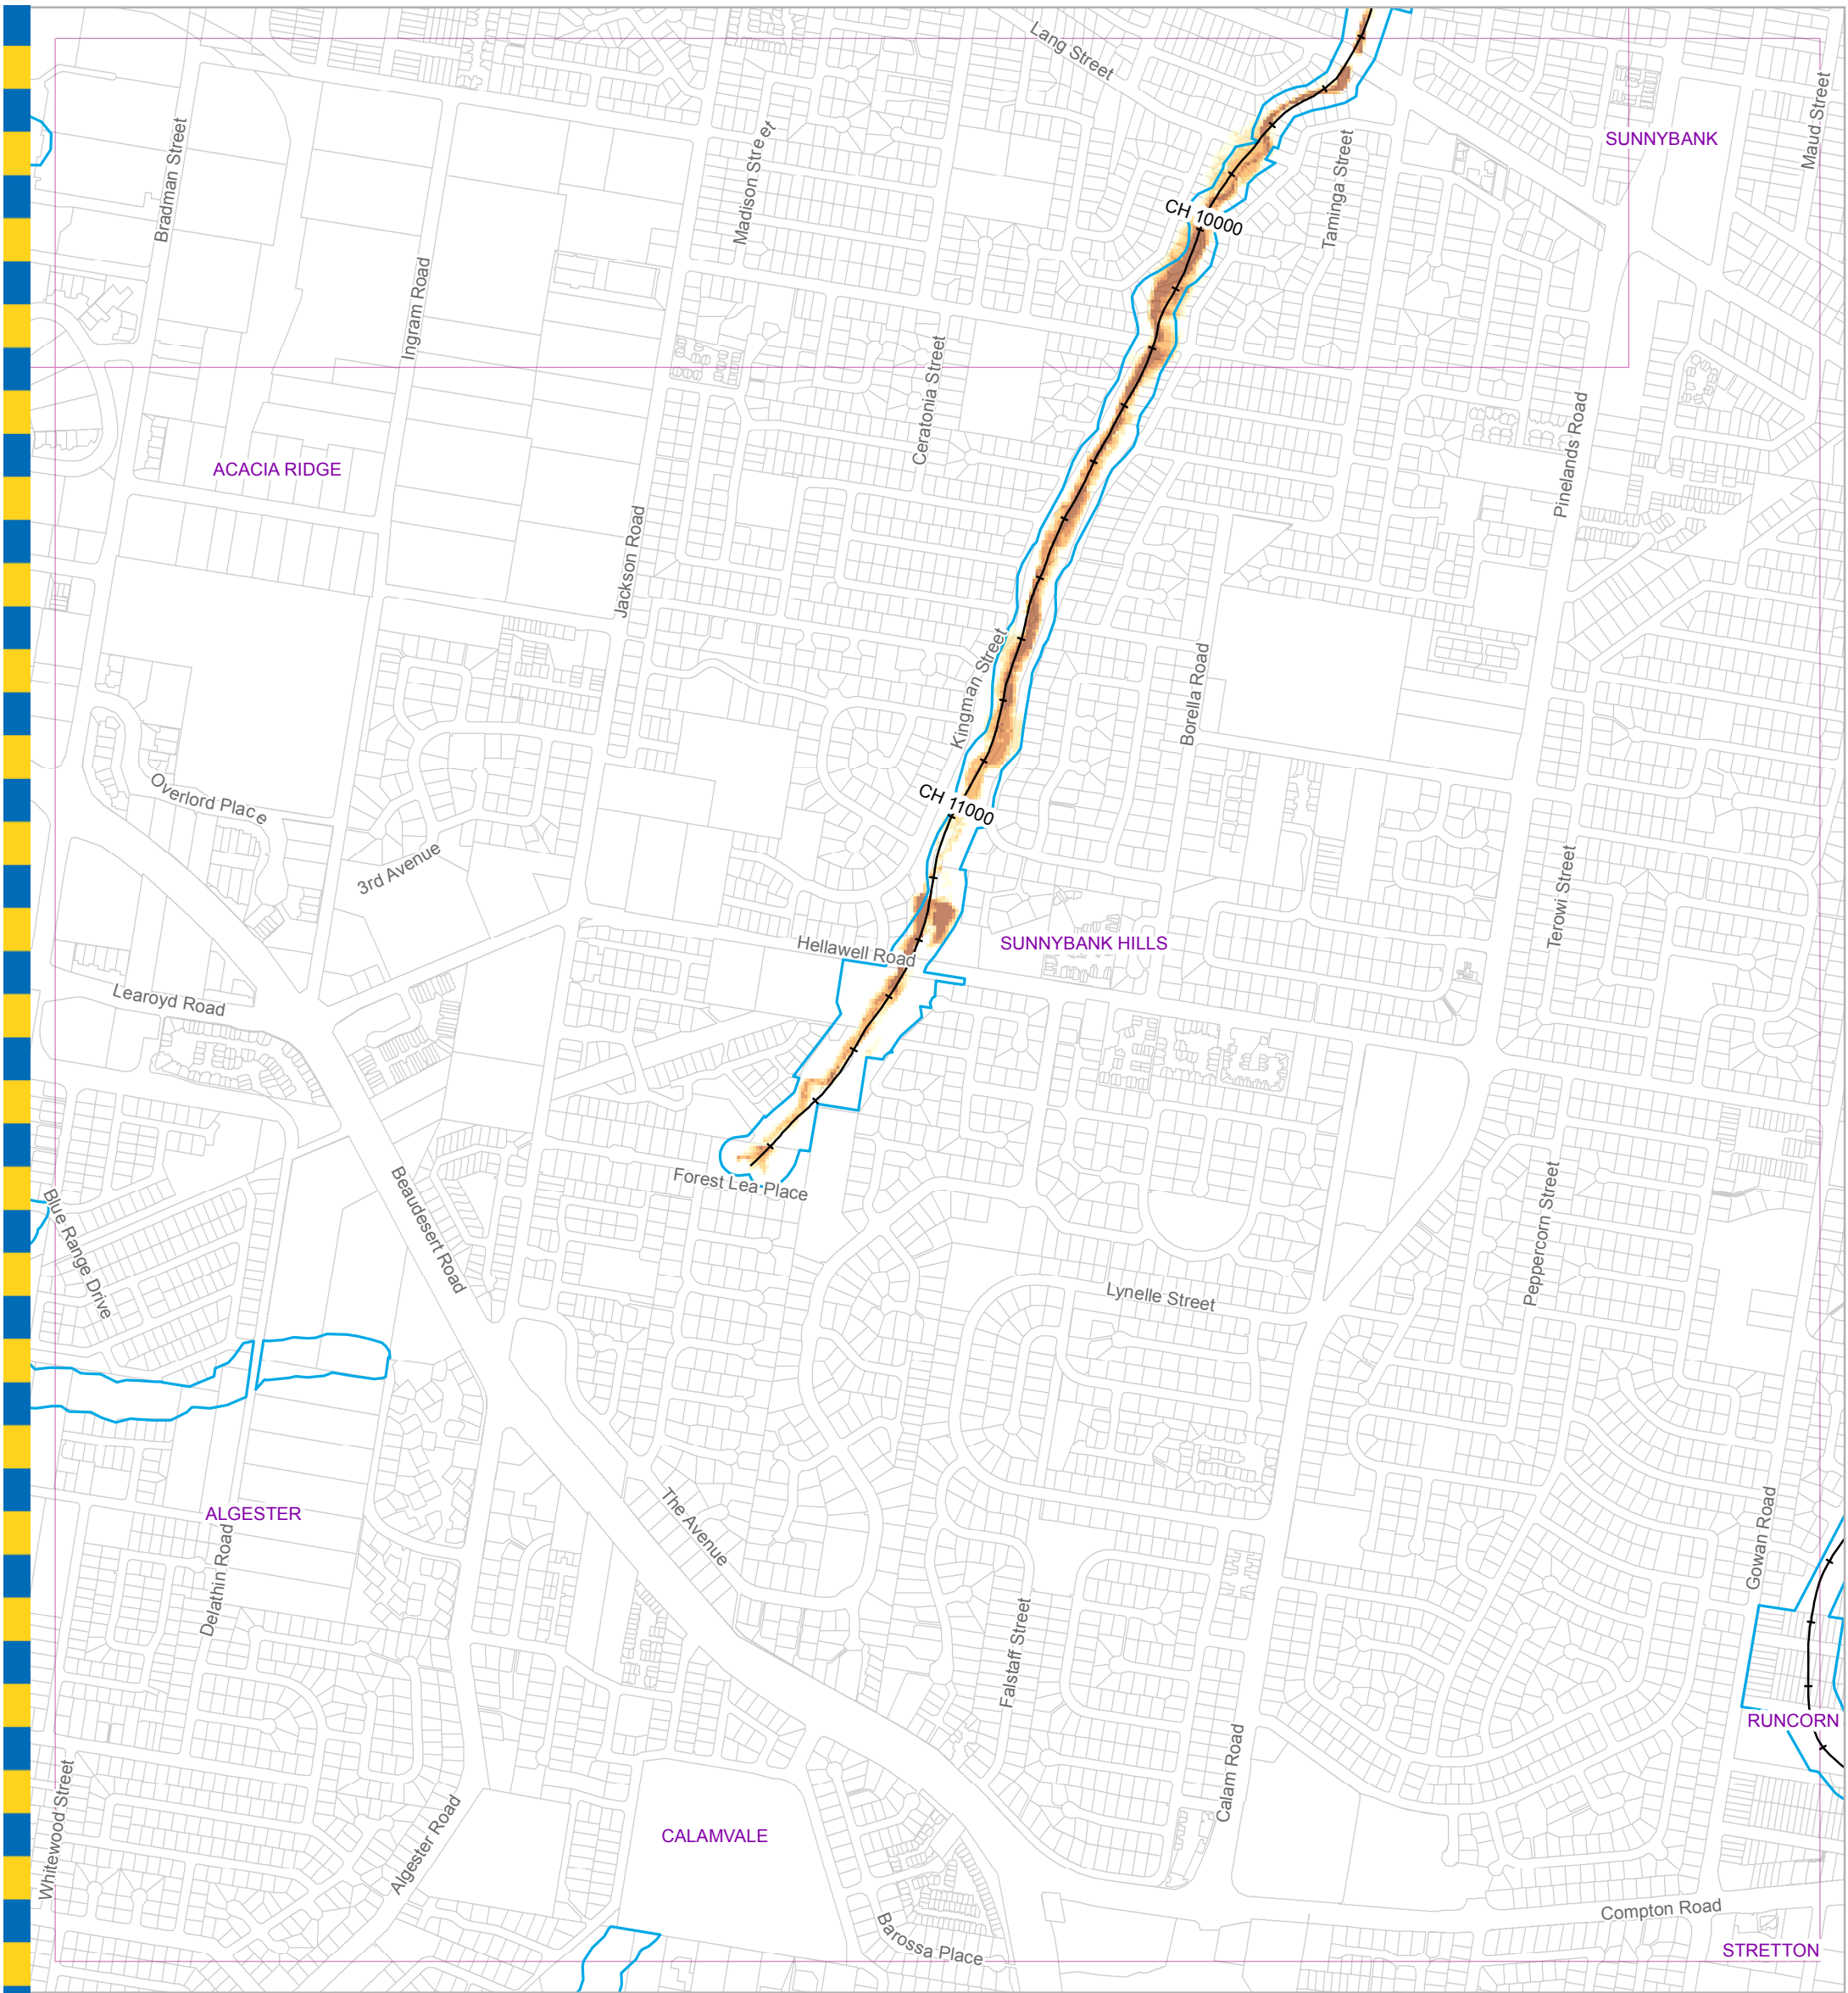 Lang Street
Maud Street
SUNNYBANK
Bradman Street
Madison Street
Taminga Street
CH 10000
Ingram Road
Ceratonia Street
Pinelands Road
ACACIA RIDGE
Jackson Road
Kingman Street
Borella Road
Overlord Place
CH 11000
3rd Avenue
Terowi Street
Hellawell Road
SUNNYBANK HILLS
Learoyd Road
Forest Lea Place
Beaudesert Road
Blue Range Drive
Peppercorn Street
Lynelle Street
ALGESTER
The Avenue
Gowan Road
Delathin Road
Falstaff Street
RUNCORN
Calam Road
Whitewood Street
Algester Road
CALAMVALE
Compton Road
Barossa Place
STRETTON